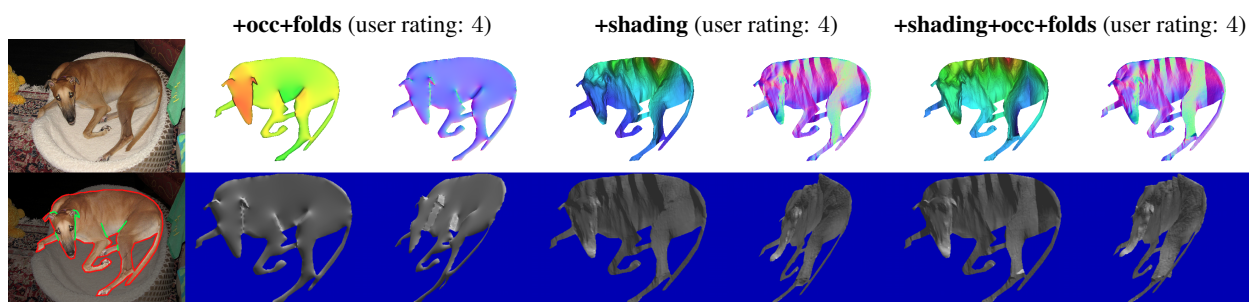 +occ+folds (user rating: 4)
+shading (user rating: 4)
+shading+occ+folds (user rating: 4)